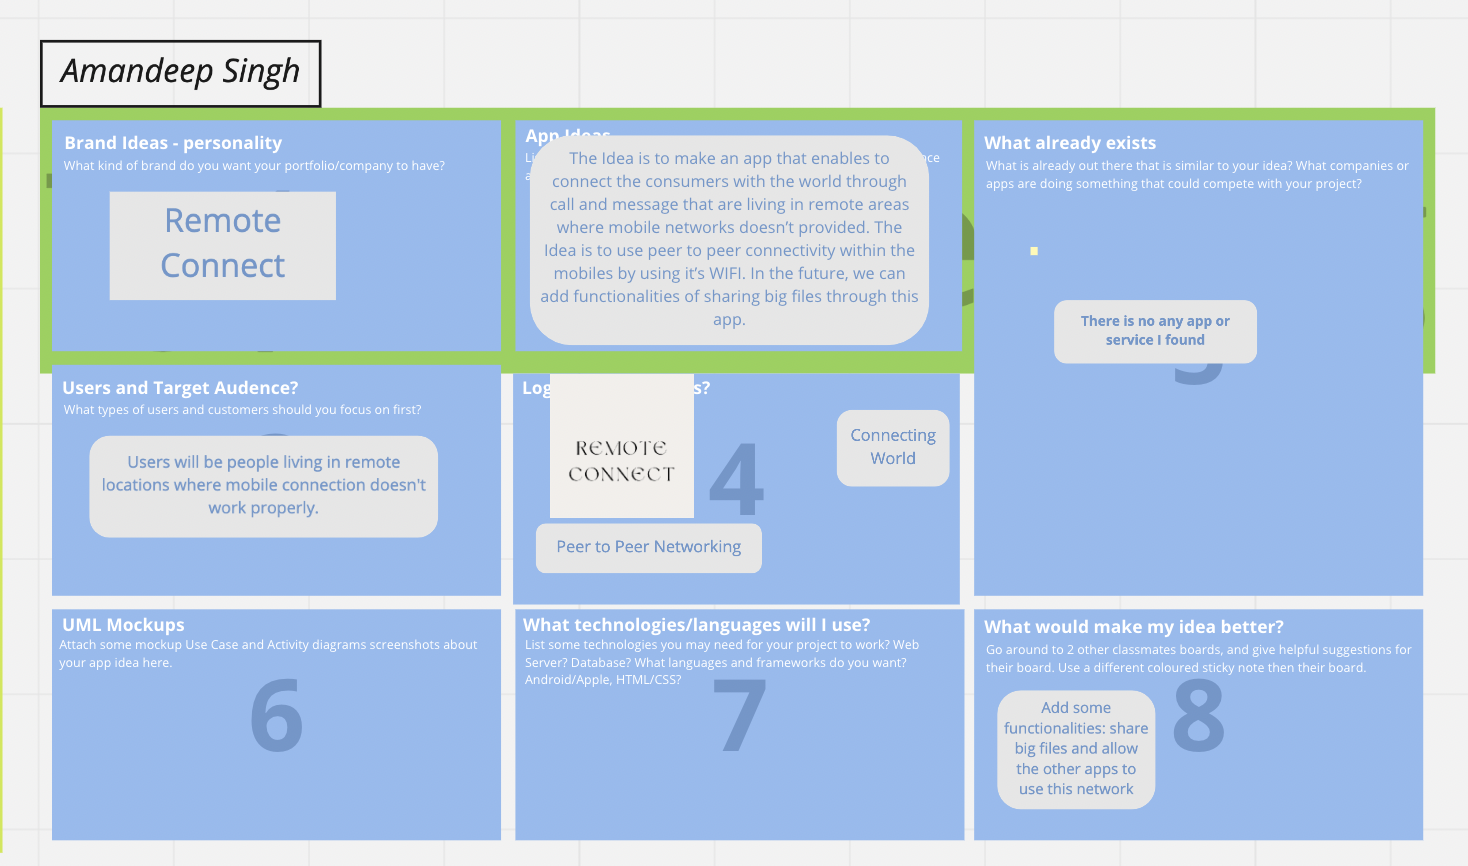 Amandeep Singh
Brand Ideas - personality
What kind of brand do you want your portfolio/company to have?
Remote
Connect
App Ideas
The Idea is to make an app that enables to
connect the consumers with the world through
call and message that are living in remote areas
where mobile networks doesn't provided. The
Idea is to use peer to peer connectivity within the
mobiles by using it's WIFI. In the future, we can
add functionalities of sharing big files through this
app.
What already exists
What is already out there that is similar to your idea? What companies or
apps are doing something that could compete with your project?
There is no any app or
service I found
Users and Target Audence?
What types of users and customers should you focus on first?
Users will be people living in remote
locations where mobile connection doesn't
work properly.
REMOTE
CONNECT
4
Connecting
World
Peer to Peer Networking
UML Mockups
Attach some mockup Use Case and Activity diagrams screenshots about
your app idea here.
6
What technologies/languages will I use?
List some technologies you may need for your project to work? Web
Server? Database? What languages and frameworks do you want?
Android/Apple, HTML/CSS?
7
What would make my idea better?
Go around to 2 other classmates boards, and give helpful suggestions for
their board. Use a different coloured sticky note then their board.
8
Add some
functionalities: share
big files and allow
the other apps to
use this network